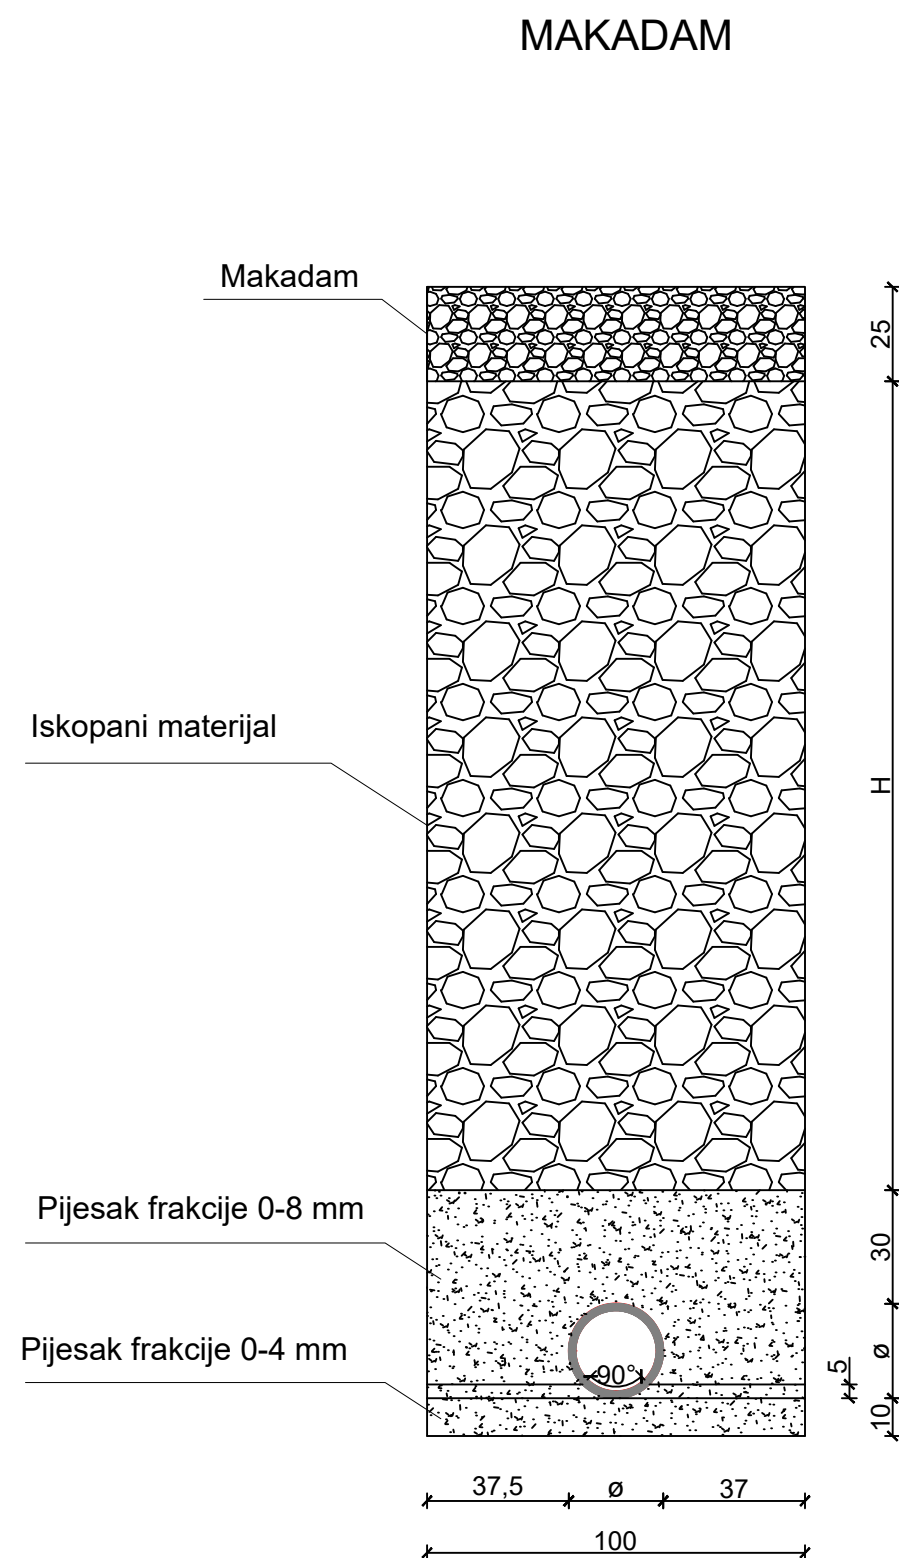 MAKADAM
Makadam
25
Iskopani materijal
H
Pijesak frakcije 0-8 mm
30
Pijesak frakcije 0-4 mm
90°
5
ø
10
37,5
ø
37
100